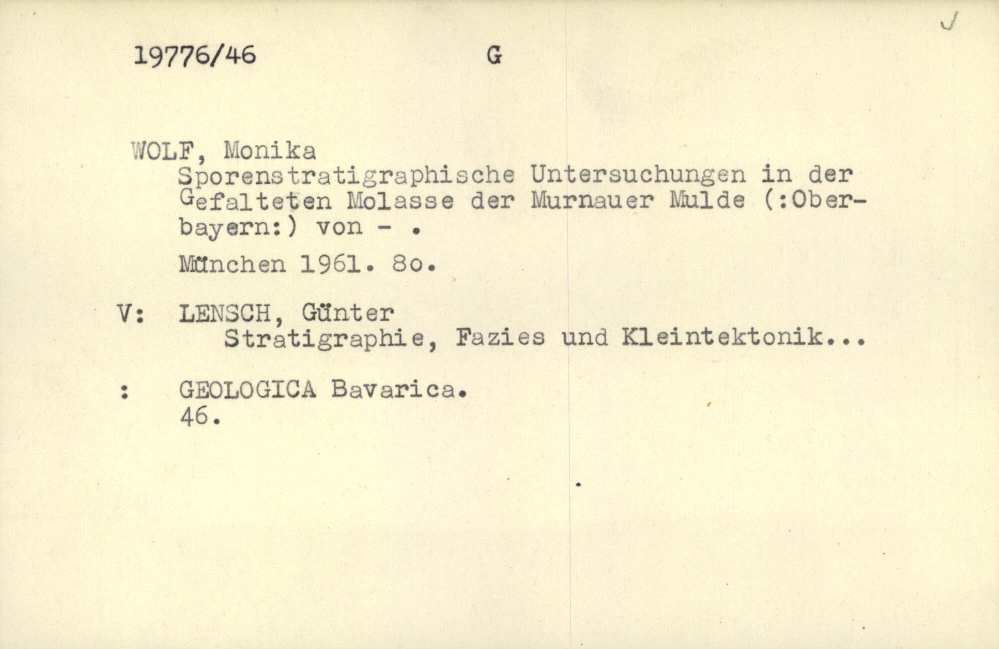 19776/46 G
WOLF, Monika
Sporenstratigraphische Untersuchungen in der
Gefalteten Molasse der Murnauer Mulde (:Ober-
bayern:) von - .
München 1961. 8o.
V: LENSCH, Günter
Stratigraphie, Fazies und Kleintektonik...
: GEOLOGICA Bavarica.
46.